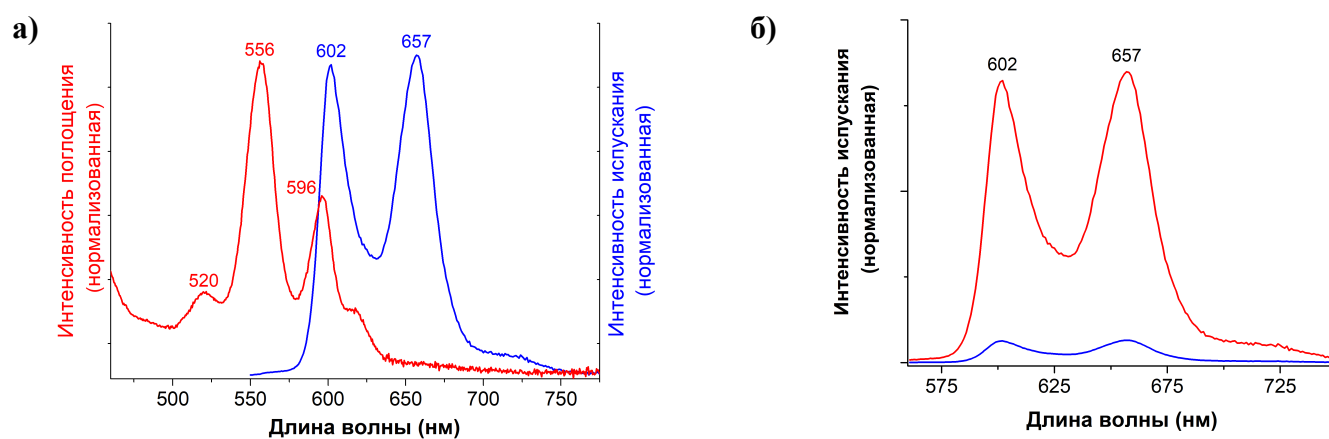 а)
556
602
657
596
520
Интенсивность поглощения
(нормализованная)
Интенсивность испускания
(нормализованная)
500
550
600
650
700
750
Длина волны (нм)
б)
602
657
Интенсивность испускания
(нормализованная)
575
625
675
725
Длина волны (нм)